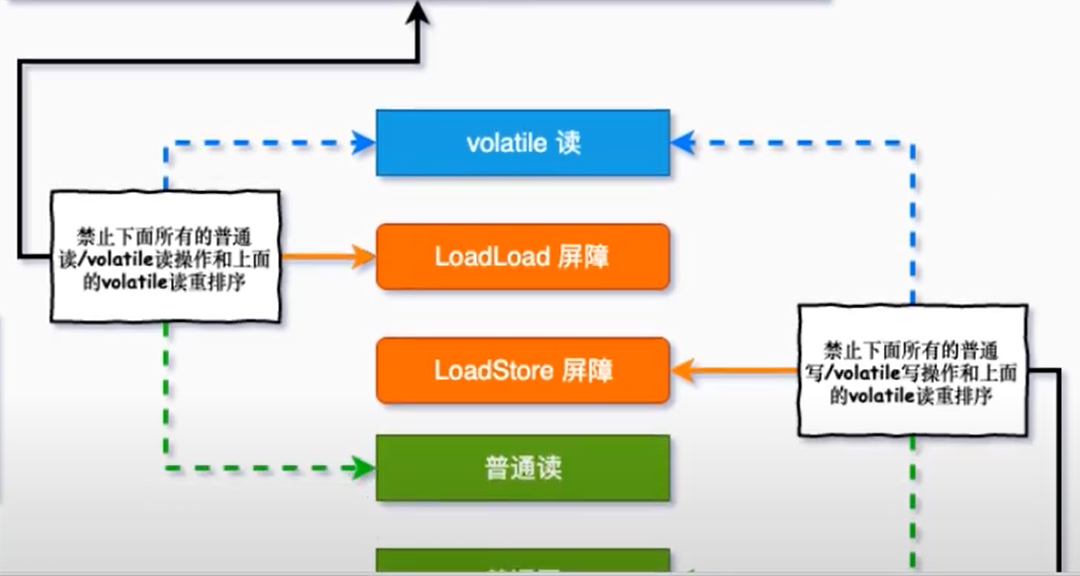 volatile 读
禁止下面所有的普通
读/volatile读操作和上面
的volatile读重排序
LoadLoad 屏障
LoadStore 屏障
禁止下面所有的普通
写/volatile写操作和上面
的volatile读重排序
普通读